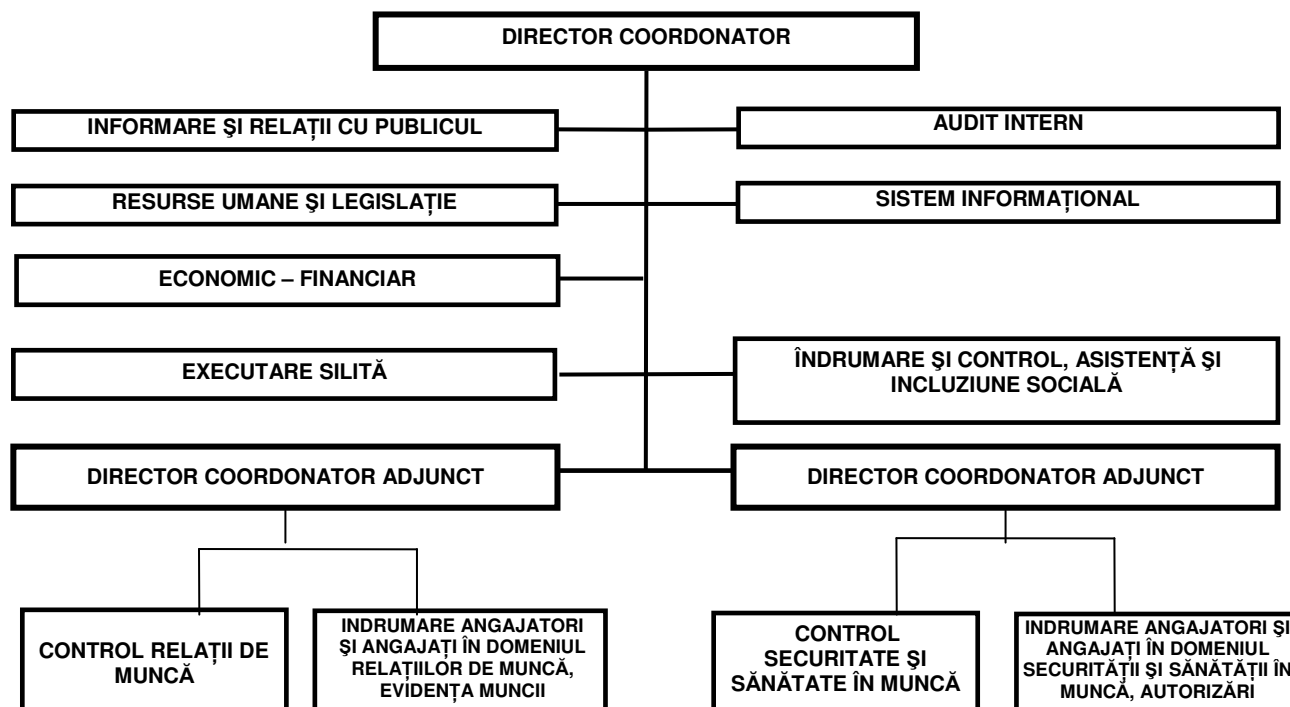 DIRECTOR COORDONATOR
INFORMARE ŞI RELAȚII CU PUBLICUL
AUDIT INTERN
RESURSE UMANE ŞI LEGISLAȚIE
SISTEM INFORMAȚIONAL
ECONOMIC – FINANCIAR
EXECUTARE SILITĂ
ÎNDRUMARE ŞI CONTROL, ASISTENȚĂ ŞI
INCLUZIUNE SOCIALĂ
DIRECTOR COORDONATOR ADJUNCT
DIRECTOR COORDONATOR ADJUNCT
CONTROL RELAȚII DE
MUNCĂ
INDRUMARE ANGAJATORI
ŞI ANGAJAȚI ÎN DOMENIUL
RELAȚIILOR DE MUNCĂ,
EVIDENȚA MUNCII
CONTROL
SECURITATE ŞI
SĂNĂTATE ÎN MUNCĂ
INDRUMARE ANGAJATORI ŞI
ANGAJAȚI ÎN DOMENIUL
SECURITĂȚII ŞI SĂNĂTĂȚII ÎN
MUNCĂ, AUTORIZĂRI